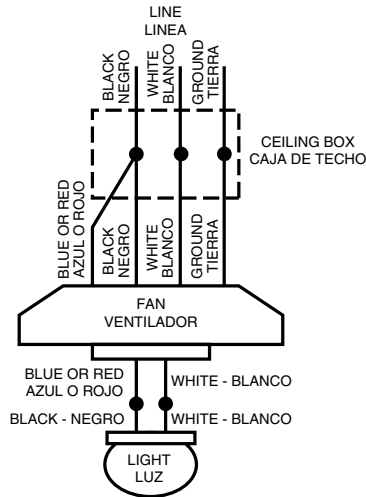 LINE
LINEA
BLACK
NEGRO
WHITE
BLANCO
GROUND
TIERRA
CEILING BOX
CAJA DE TECHO
BLUE OR RED
AZUL O ROJO
BLACK
NEGRO
WHITE
BLANCO
GROUND
TIERRA
FAN
VENTILADOR
BLUE OR RED
AZUL O ROJO
WHITE - BLANCO
BLACK - NEGRO
WHITE - BLANCO
LIGHT
LUZ